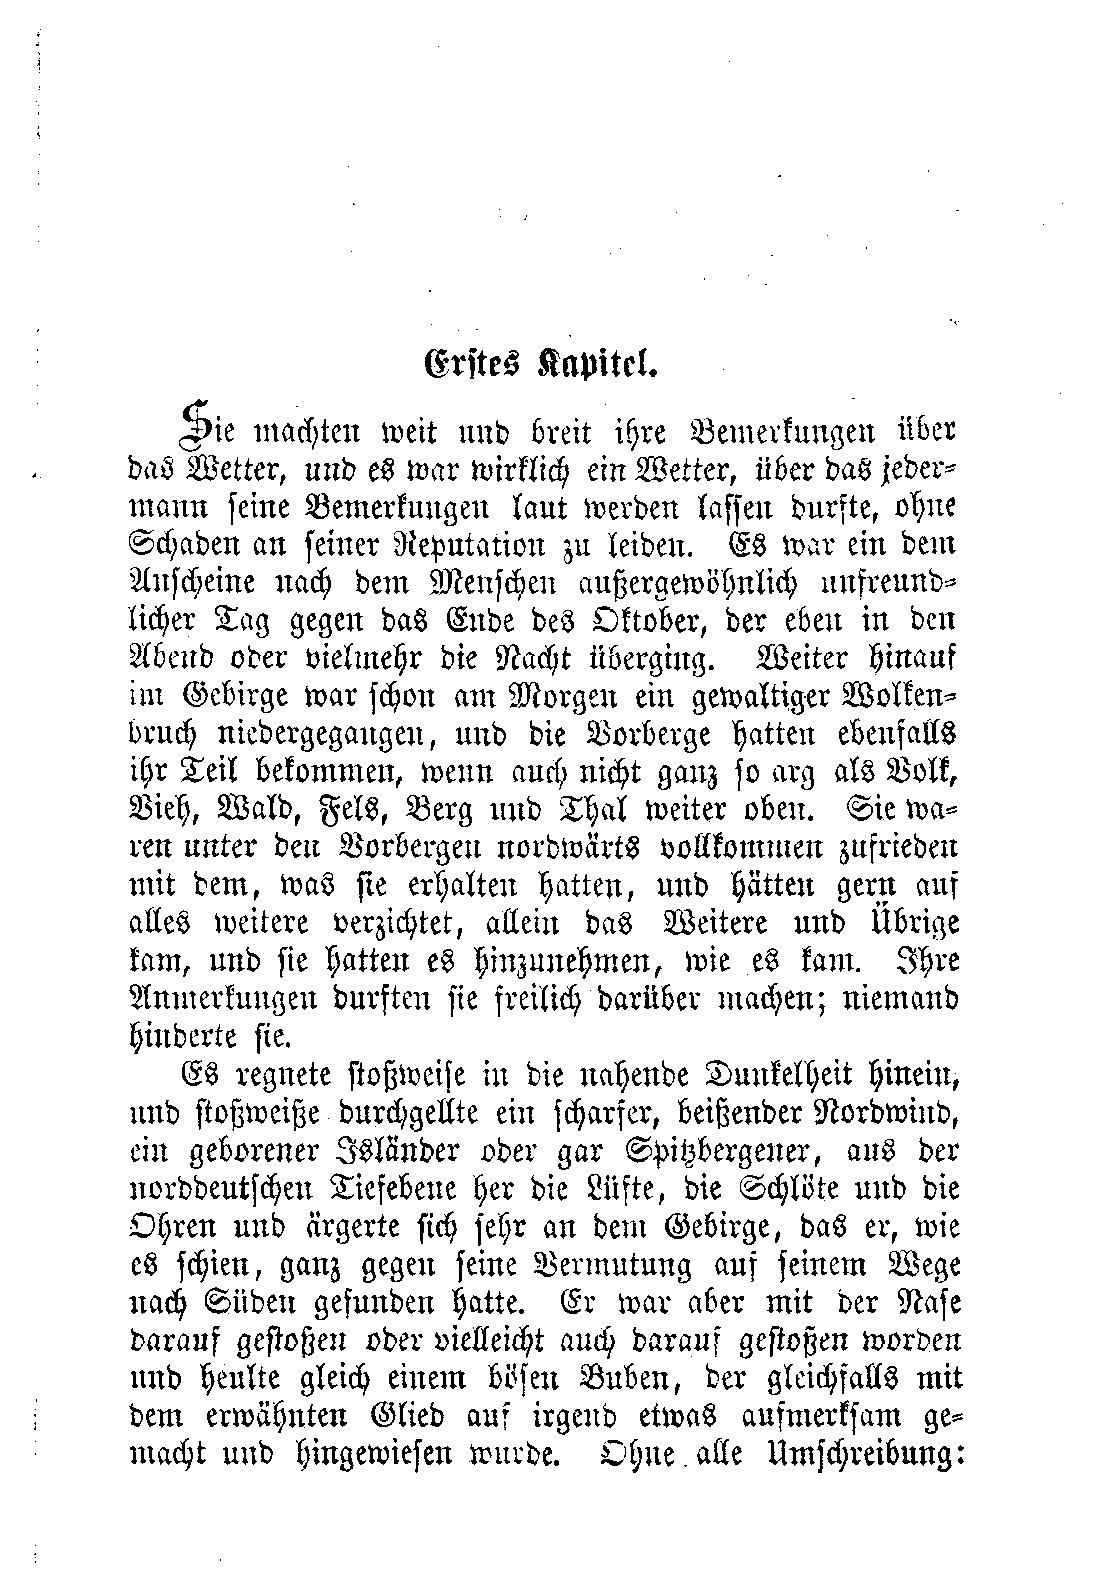 Erstes Kapitel.
Sie machten weit und breit ihre Bemerkungen über
das Wetter, und es war wirklich ein Wetter, über das jeder=
mann seine Bemerkungen laut werden lassen durfte, ohne
Schaden an seiner Reputation zu leiden. Es war ein dem
Anscheine nach dem Menschen außergewöhnlich unfreund=
licher Tag gegen das Ende des Oktober, der eben in den
Abend oder vielmehr die Nacht überging. Weiter hinauf
im Gebirge war schon am Morgen ein gewaltiger Wolken=
bruch niedergegangen, und die Vorberge hatten ebenfalls
ihr Teil bekommen, wenn auch nicht ganz so arg als Volk,
Vieh, Wald, Fels, Berg und Thal weiter oben. Sie wa=
ren unter den Vorbergen nordwärts vollkommen zufrieden
mit dem, was sie erhalten hatten, und hätten gern auf
alles weitere verzichtet, allein das Weitere und Übrige
kam, und sie hatten es hinzunehmen, wie es kam. Ihre
Anmerkungen durften sie freilich darüber machen; niemand
hinderte sie.
Es regnete stoßweise in die nahende Dunkelheit hinein,
und stoßweiße durchgellte ein scharfer, beißender Nordwind,
ein geborener Isländer oder gar Spitzbergener, aus der
norddeutschen Tiefebene her die Lüfte, die Schlöte und die
Ohren und ärgerte sich sehr an dem Gebirge, das er, wie
es schien, ganz gegen seine Vermutung auf seinem Wege
nach Süden gefunden hatte. Er war aber mit der Nase
darauf gestoßen oder vielleicht auch darauf gestoßen worden
und heulte gleich einem bösen Buben, der gleichfalls mit
dem erwähnten Glied auf irgend etwas aufmerksam ge=
macht und hingewiesen wurde. Ohne alle Umschreibung: